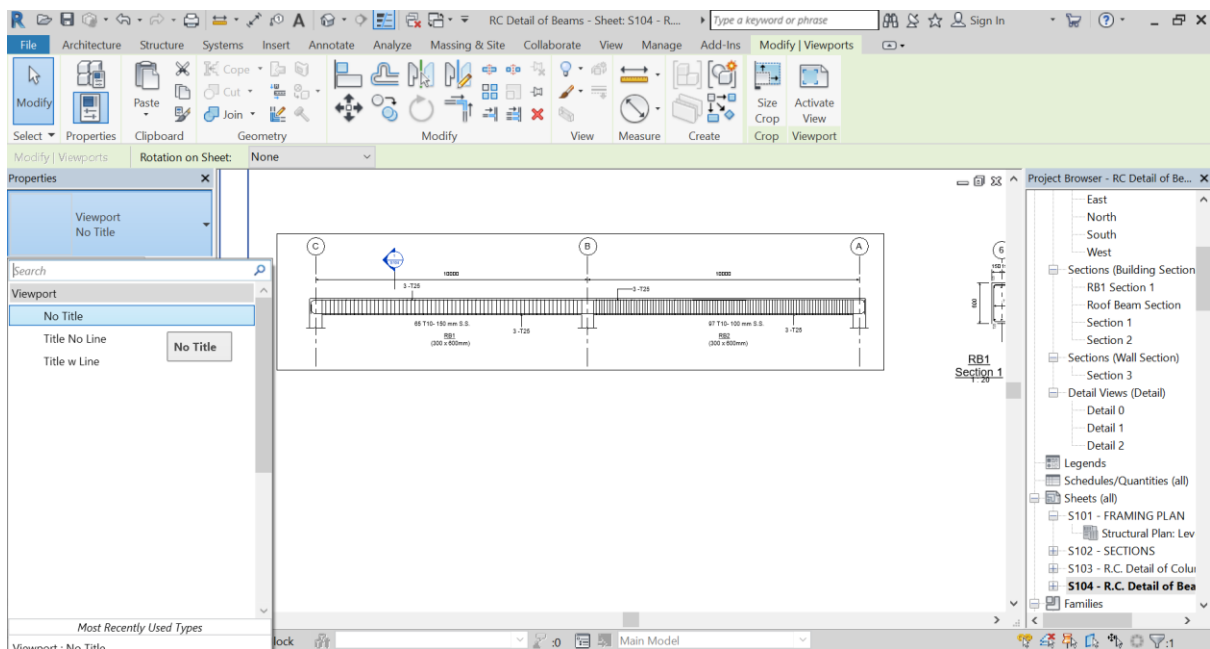 RC Detail of Beams - Sheet: S104 - R....
Type a keyword or phrase
Sign In
File Architecture Structure Systems Insert Annotate Analyze Massing & Site Collaborate View Manage Add-Ins Modify | Viewports
Modify
Paste
Cope
Cut
Join
Size Crop
Activate View
Select Properties Clipboard Geometry Modify View Measure Create Crop Viewport
Modify | Viewports Rotation on Sheet: None
Properties
Viewport
No Title
Search
Viewport
No Title
Title No Line
No Title
Title w Line
Most Recently Used Types
Viewport : No Title
C B A
10000 10000
3 -T25 3 -T25
65 T10- 150 mm S.S. 3 -T25 97 T10- 100 mm S.S. 3 -T25
RB1 RB2
(300 x 600mm) (300 x 600mm)
6
600
RB1
Section 1
1 : 20
Project Browser - RC Detail of Be...
East
North
South
West
Sections (Building Section
RB1 Section 1
Roof Beam Section
Section 1
Section 2
Sections (Wall Section)
Section 3
Detail Views (Detail)
Detail 0
Detail 1
Detail 2
Legends
Schedules/Quantities (all)
Sheets (all)
S101 - FRAMING PLAN
Structural Plan: Lev
S102 - SECTIONS
S103 - R.C. Detail of Colu
S104 - R.C. Detail of Bea
Families
lock :0 Main Model :1